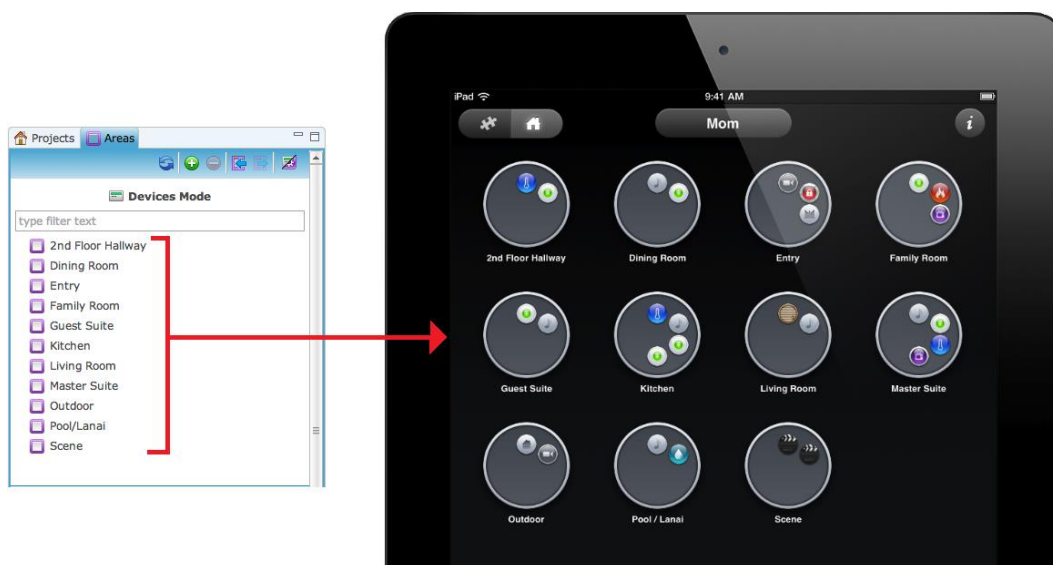 Projects Areas
Devices Mode
type filter text
2nd Floor Hallway
Dining Room
Entry
Family Room
Guest Suite
Kitchen
Living Room
Master Suite
Outdoor
Pool/Lanai
Scene
iPad 9:41 AM
Mom i
2nd Floor Hallway Dining Room Entry Family Room
Guest Suite Kitchen Living Room Master Suite
Outdoor Pool / Lanai Scene